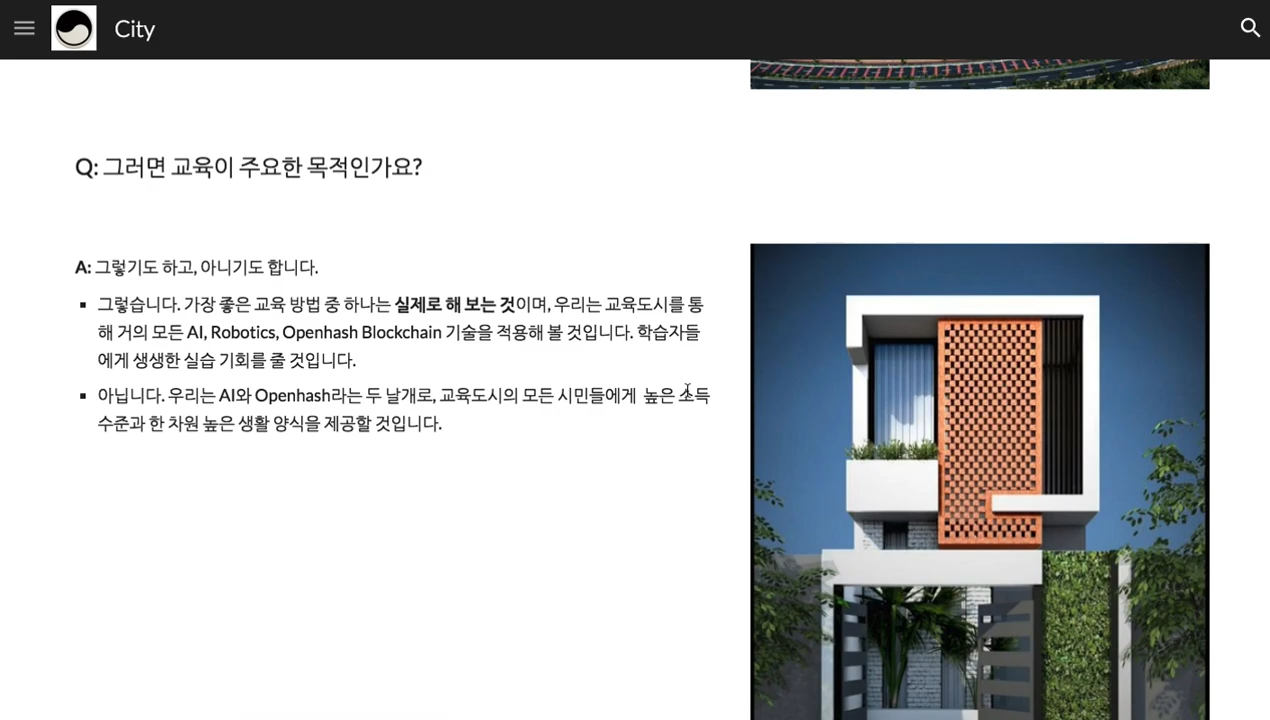 City
Q: 그러면 교육이 주요한 목적인가요?
A: 그렇기도 하고, 아니기도 합니다.
그렇습니다. 가장 좋은 교육 방법 중 하나는 실제로 해 보는 것이며, 우리는 교육도시를 통
해 거의 모든 AI, Robotics, Openhash Blockchain 기술을 적용해 볼 것입니다. 학습자들
에게 생생한 실습 기회를 줄 것입니다.
아닙니다. 우리는 AI와 Openhash라는 두 날개로, 교육도시의 모든 시민들에게 높은 소득
수준과 한 차원 높은 생활 양식을 제공할 것입니다.